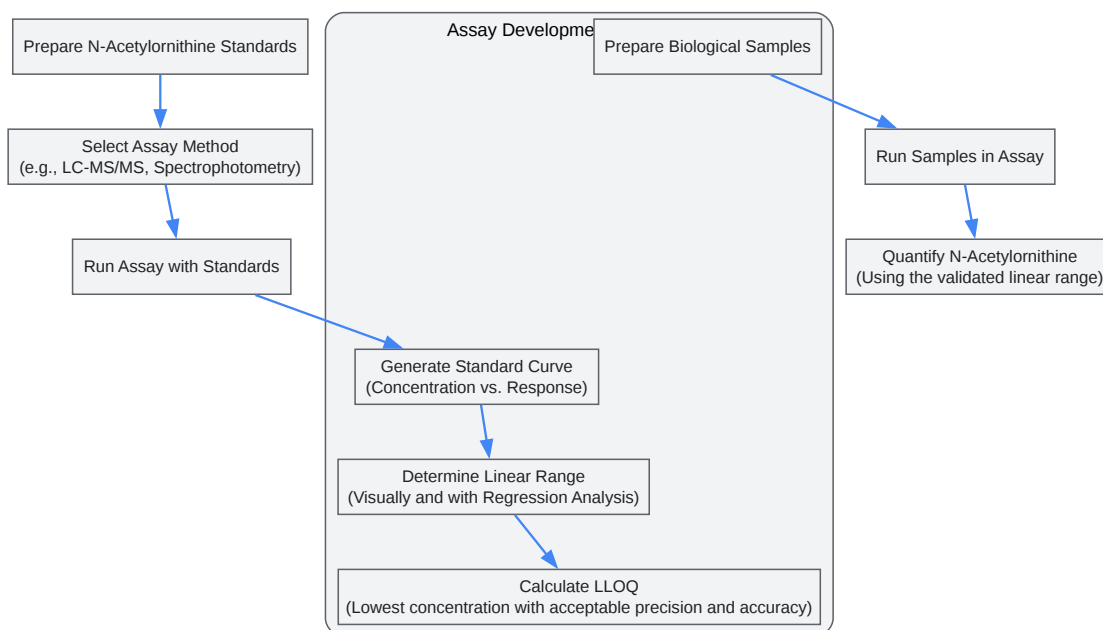 Prepare N-Acetylornithine Standards
Select Assay Method
(e.g., LC-MS/MS, Spectrophotometry)
Run Assay with Standards
Assay Developme
Generate Standard Curve
(Concentration vs. Response)
Determine Linear Range
(Visually and with Regression Analysis)
Calculate LLOQ
(Lowest concentration with acceptable precision and accuracy)
Prepare Biological Samples
Run Samples in Assay
Quantify N-Acetylornithine
(Using the validated linear range)